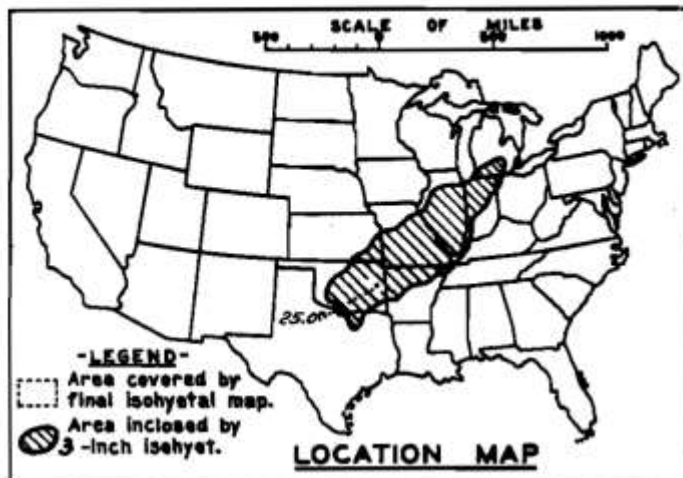 SCALE OF MILES
500 0 500 1000
25.0"
-LEGEND-
Area covered by
final isohyetal map.
Area inclosed by
3-inch isohyet.
LOCATION MAP